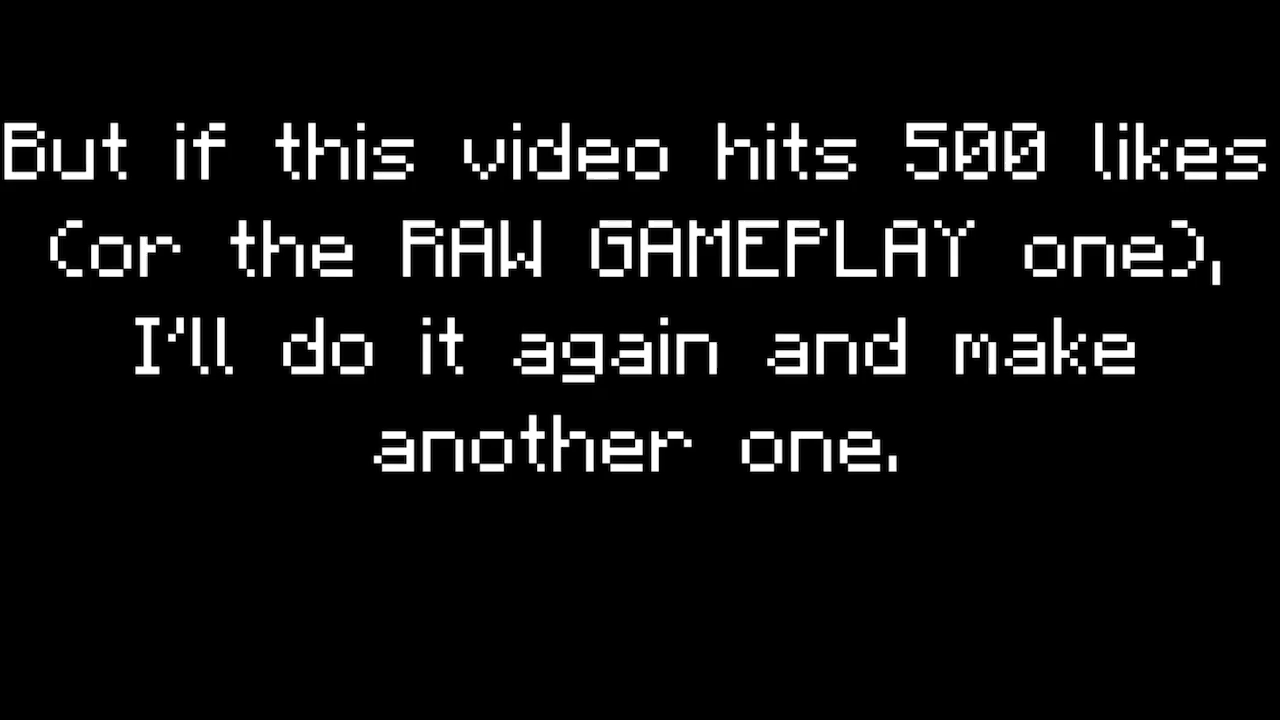 But if this video hits 500 likes
(or the RAW GAMEPLAY one),
I'll do it again and make
another one.